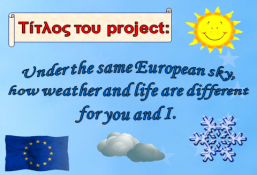 Τίτλος του project:
Under the same European sky,
how weather and life are different
for you and I.